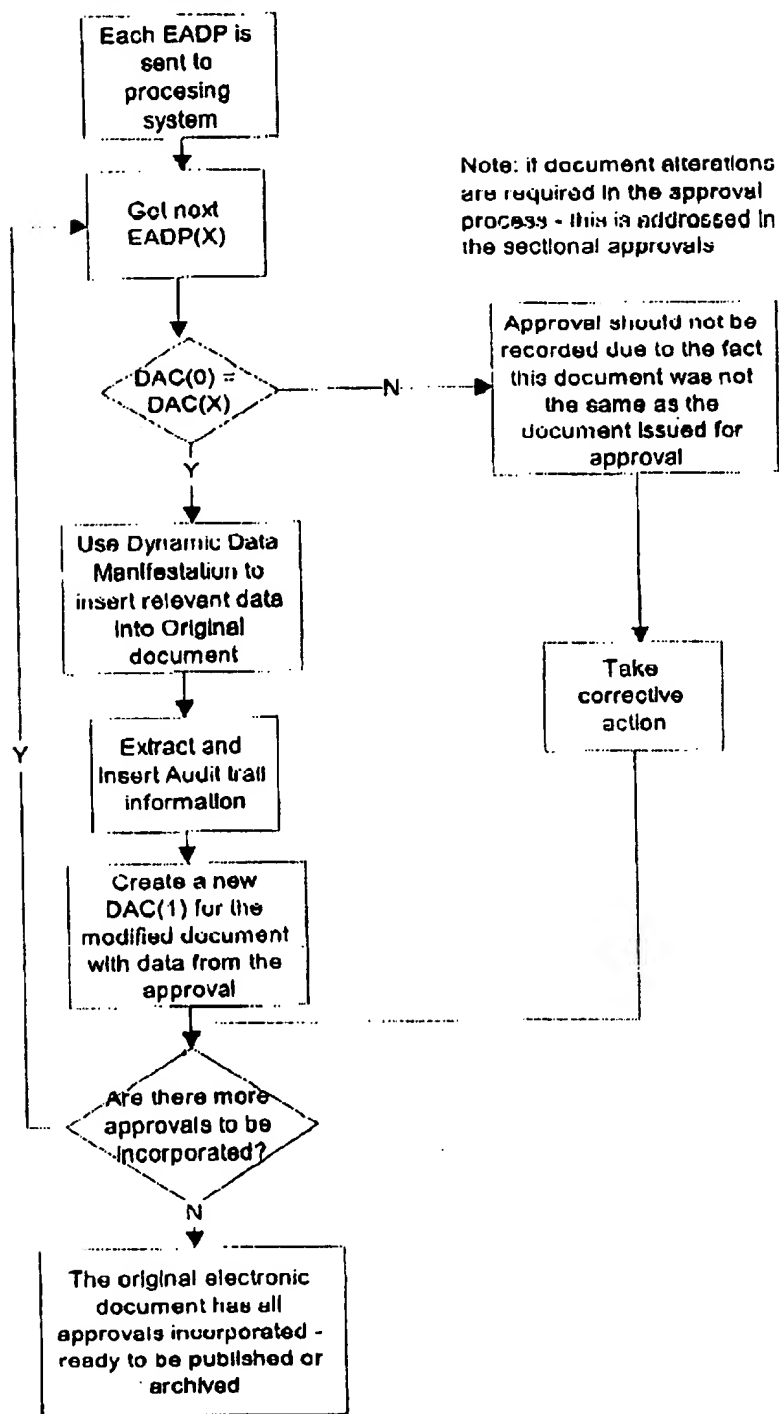 Each EADP is
sent to
procesing
system
Note: if document alterations
are required in the approval
process - this is addressed in
the sectional approvals
Get next
EADP(X)
DAC(0) =
DAC(X)
N
Approval should not be
recorded due to the fact
this document was not
the same as the
document issued for
approval
Y
Use Dynamic Data
Manifestation to
insert relevant data
into Original
document
Take
corrective
action
Y
Extract and
Insert Audit trail
information
Create a new
DAC(1) for the
modified document
with data from the
approval
Are there more
approvals to be
incorporated?
N
The original electronic
document has all
approvals incorporated -
ready to be published or
archived